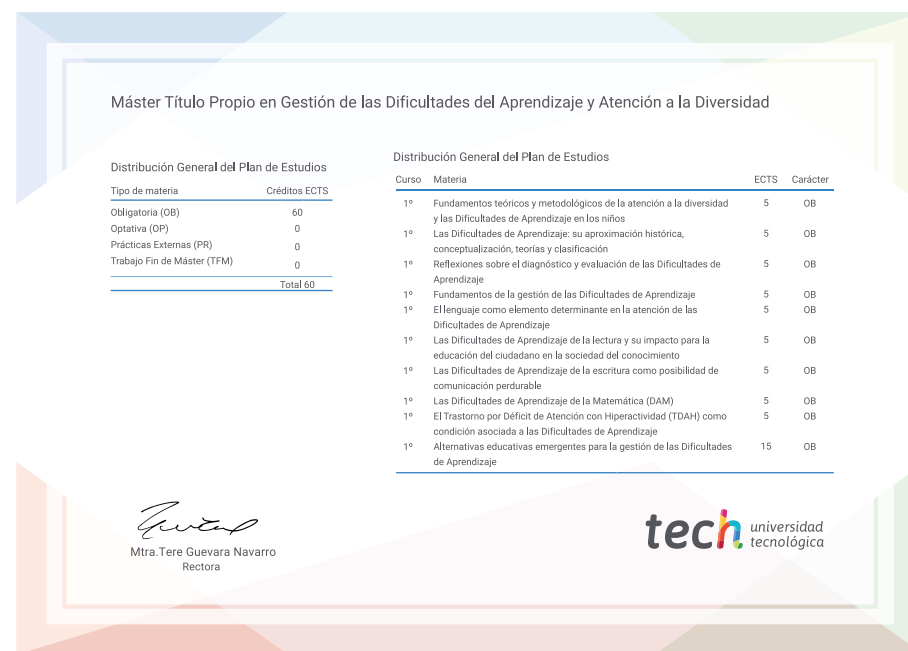 Máster Título Propio en Gestión de las Dificultades del Aprendizaje y Atención a la Diversidad
Distribución General del Plan de Estudios
Tipo de materia Créditos ECTS
Obligatoria (OB) 60
Optativa (OP) 0
Prácticas Externas (PR) 0
Trabajo Fin de Máster (TFM) 0
Total 60
Distribución General del Plan de Estudios
Curso Materia ECTS Carácter
1º Fundamentos teóricos y metodológicos de la atención a la diversidad 5 OB
y las Dificultades de Aprendizaje en los niños
1º Las Dificultades de Aprendizaje: su aproximación histórica, 5 OB
conceptualización, teorías y clasificación
1º Reflexiones sobre el diagnóstico y evaluación de las Dificultades de 5 OB
Aprendizaje
1º Fundamentos de la gestión de las Dificultades de Aprendizaje 5 OB
1º El lenguaje como elemento determinante en la atención de las 5 OB
Dificultades de Aprendizaje
1º Las Dificultades de Aprendizaje de la lectura y su impacto para la 5 OB
educación del ciudadano en la sociedad del conocimiento
1º Las Dificultades de Aprendizaje de la escritura como posibilidad de 5 OB
comunicación perdurable
1º Las Dificultades de Aprendizaje de la Matemática (DAM) 5 OB
1º El Trastorno por Déficit de Atención con Hiperactividad (TDAH) como 5 OB
condición asociada a las Dificultades de Aprendizaje
1º Alternativas educativas emergentes para la gestión de las Dificultades 15 OB
de Aprendizaje
Mtra.Tere Guevara Navarro
Rectora
tech universidad
tecnológica